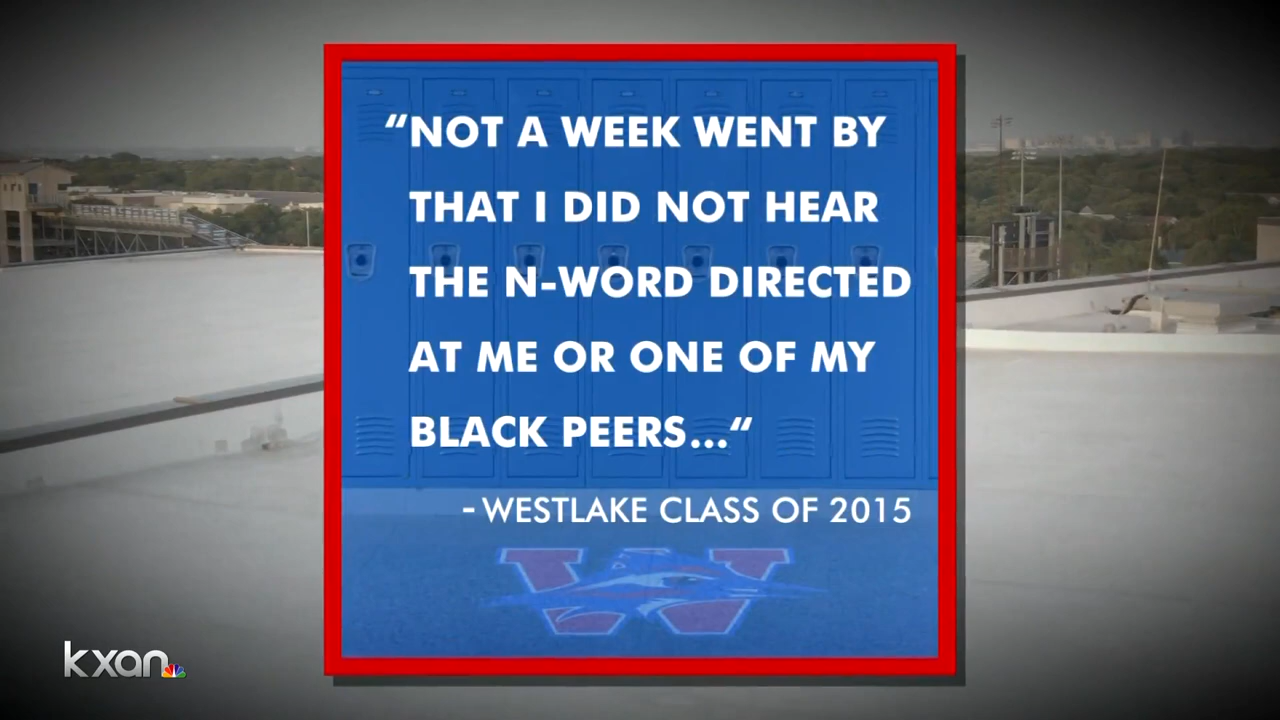 “NOT A WEEK WENT BY
THAT I DID NOT HEAR
THE N-WORD DIRECTED
AT ME OR ONE OF MY
BLACK PEERS...“
- WESTLAKE CLASS OF 2015
W
kxan